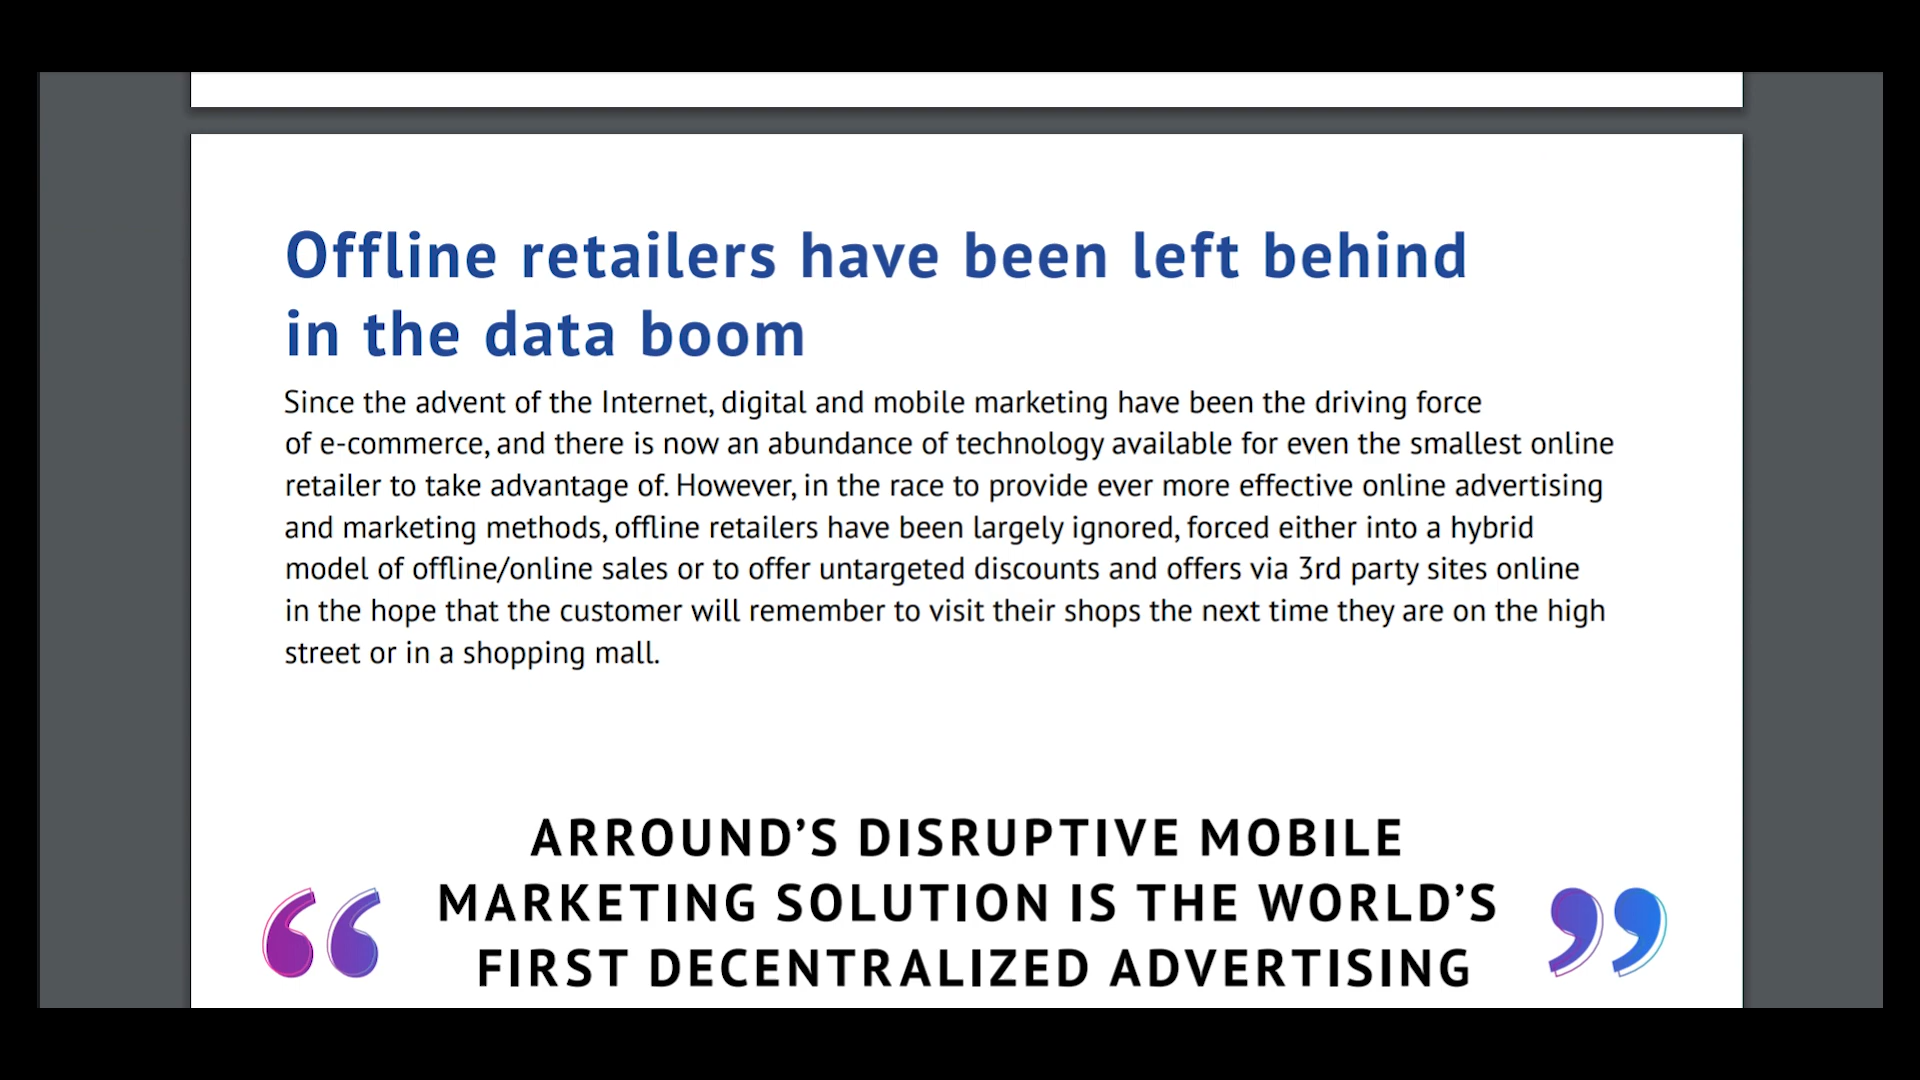 Offline retailers have been left behind
in the data boom
Since the advent of the Internet, digital and mobile marketing have been the driving force
of e-commerce, and there is now an abundance of technology available for even the smallest online
retailer to take advantage of. However, in the race to provide ever more effective online advertising
and marketing methods, offline retailers have been largely ignored, forced either into a hybrid
model of offline/online sales or to offer untargeted discounts and offers via 3rd party sites online
in the hope that the customer will remember to visit their shops the next time they are on the high
street or in a shopping mall.
ARROUND’S DISRUPTIVE MOBILE
“ MARKETING SOLUTION IS THE WORLD’S ”
FIRST DECENTRALIZED ADVERTISING